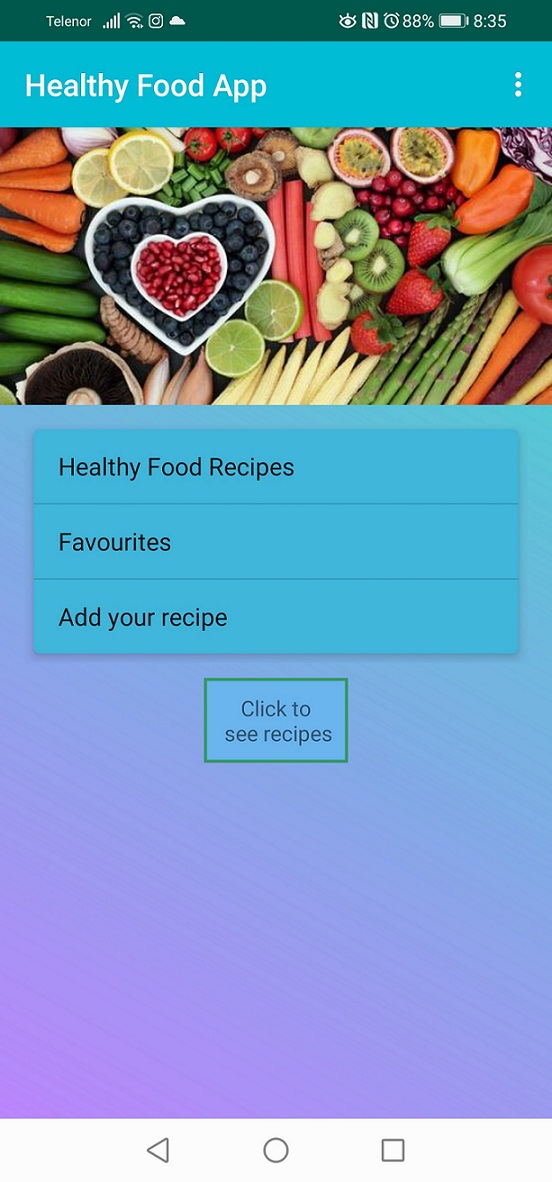 Telenor 88% 8:35
Healthy Food App
Healthy Food Recipes
Favourites
Add your recipe
Click to
see recipes